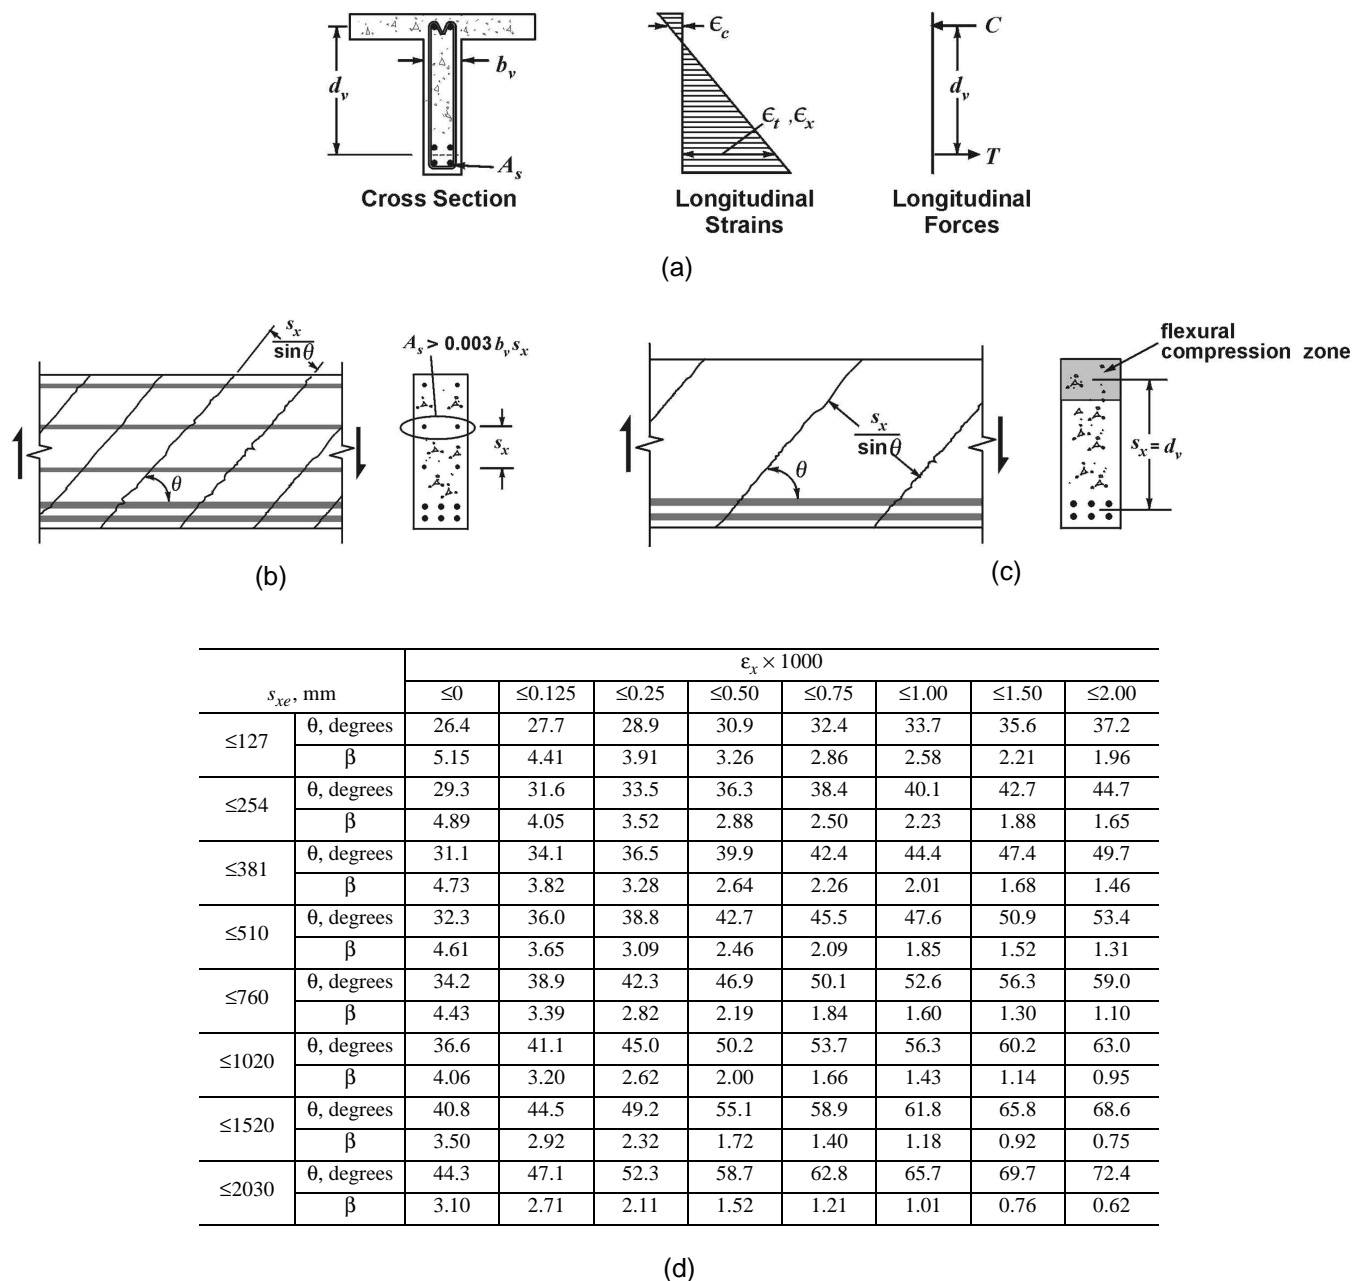 d_v
b_v
A_s
Cross Section
ϵ_c
ϵ_t , ϵ_x
Longitudinal
Strains
C
d_v
T
Longitudinal
Forces
(a)
s_x
sinθ
θ
A_s > 0.003 b_v s_x
s_x
(b)
s_x
sinθ
θ
flexural
compression zone
s_x = d_v
(c)
ε_x × 1000
s_xe, mm ≤0 ≤0.125 ≤0.25 ≤0.50 ≤0.75 ≤1.00 ≤1.50 ≤2.00
≤127 θ, degrees 26.4 27.7 28.9 30.9 32.4 33.7 35.6 37.2
β 5.15 4.41 3.91 3.26 2.86 2.58 2.21 1.96
≤254 θ, degrees 29.3 31.6 33.5 36.3 38.4 40.1 42.7 44.7
β 4.89 4.05 3.52 2.88 2.50 2.23 1.88 1.65
≤381 θ, degrees 31.1 34.1 36.5 39.9 42.4 44.4 47.4 49.7
β 4.73 3.82 3.28 2.64 2.26 2.01 1.68 1.46
≤510 θ, degrees 32.3 36.0 38.8 42.7 45.5 47.6 50.9 53.4
β 4.61 3.65 3.09 2.46 2.09 1.85 1.52 1.31
≤760 θ, degrees 34.2 38.9 42.3 46.9 50.1 52.6 56.3 59.0
β 4.43 3.39 2.82 2.19 1.84 1.60 1.30 1.10
≤1020 θ, degrees 36.6 41.1 45.0 50.2 53.7 56.3 60.2 63.0
β 4.06 3.20 2.62 2.00 1.66 1.43 1.14 0.95
≤1520 θ, degrees 40.8 44.5 49.2 55.1 58.9 61.8 65.8 68.6
β 3.50 2.92 2.32 1.72 1.40 1.18 0.92 0.75
≤2030 θ, degrees 44.3 47.1 52.3 58.7 62.8 65.7 69.7 72.4
β 3.10 2.71 2.11 1.52 1.21 1.01 0.76 0.62
(d)